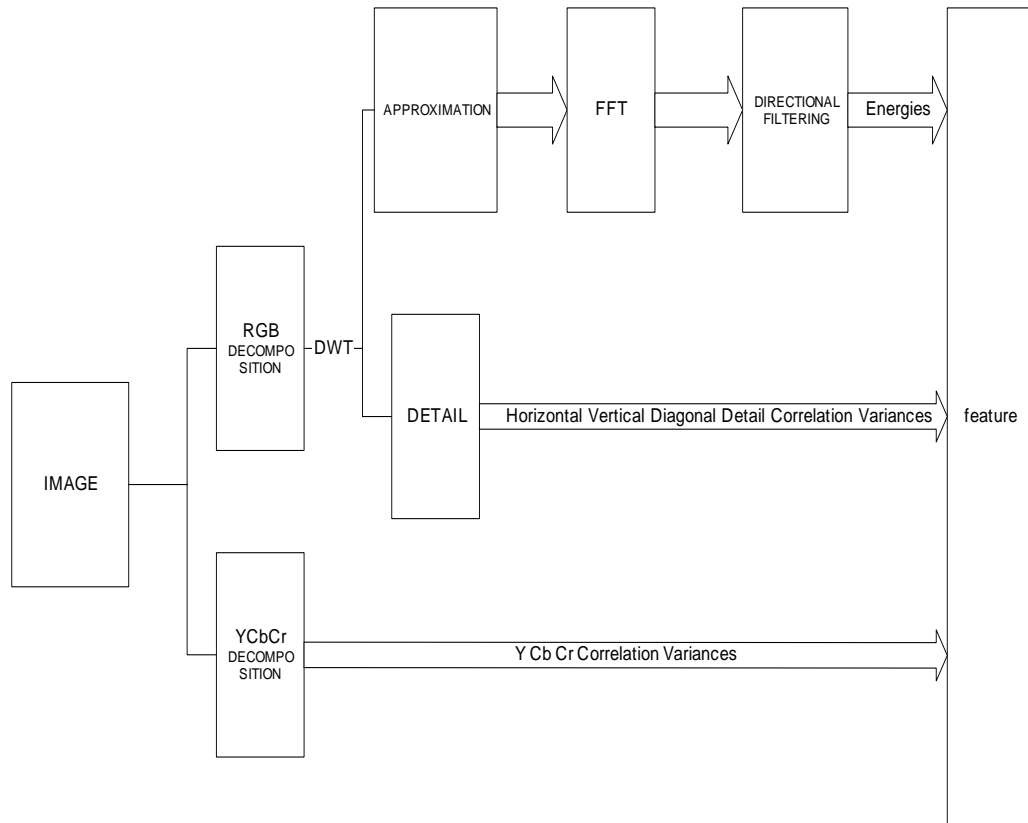 APPROXIMATION
FFT
DIRECTIONAL
FILTERING
Energies
RGB
DECOMPO
SITION
DWT
DETAIL
Horizontal Vertical Diagonal Detail Correlation Variances
feature
IMAGE
YCbCr
DECOMPO
SITION
Y Cb Cr Correlation Variances